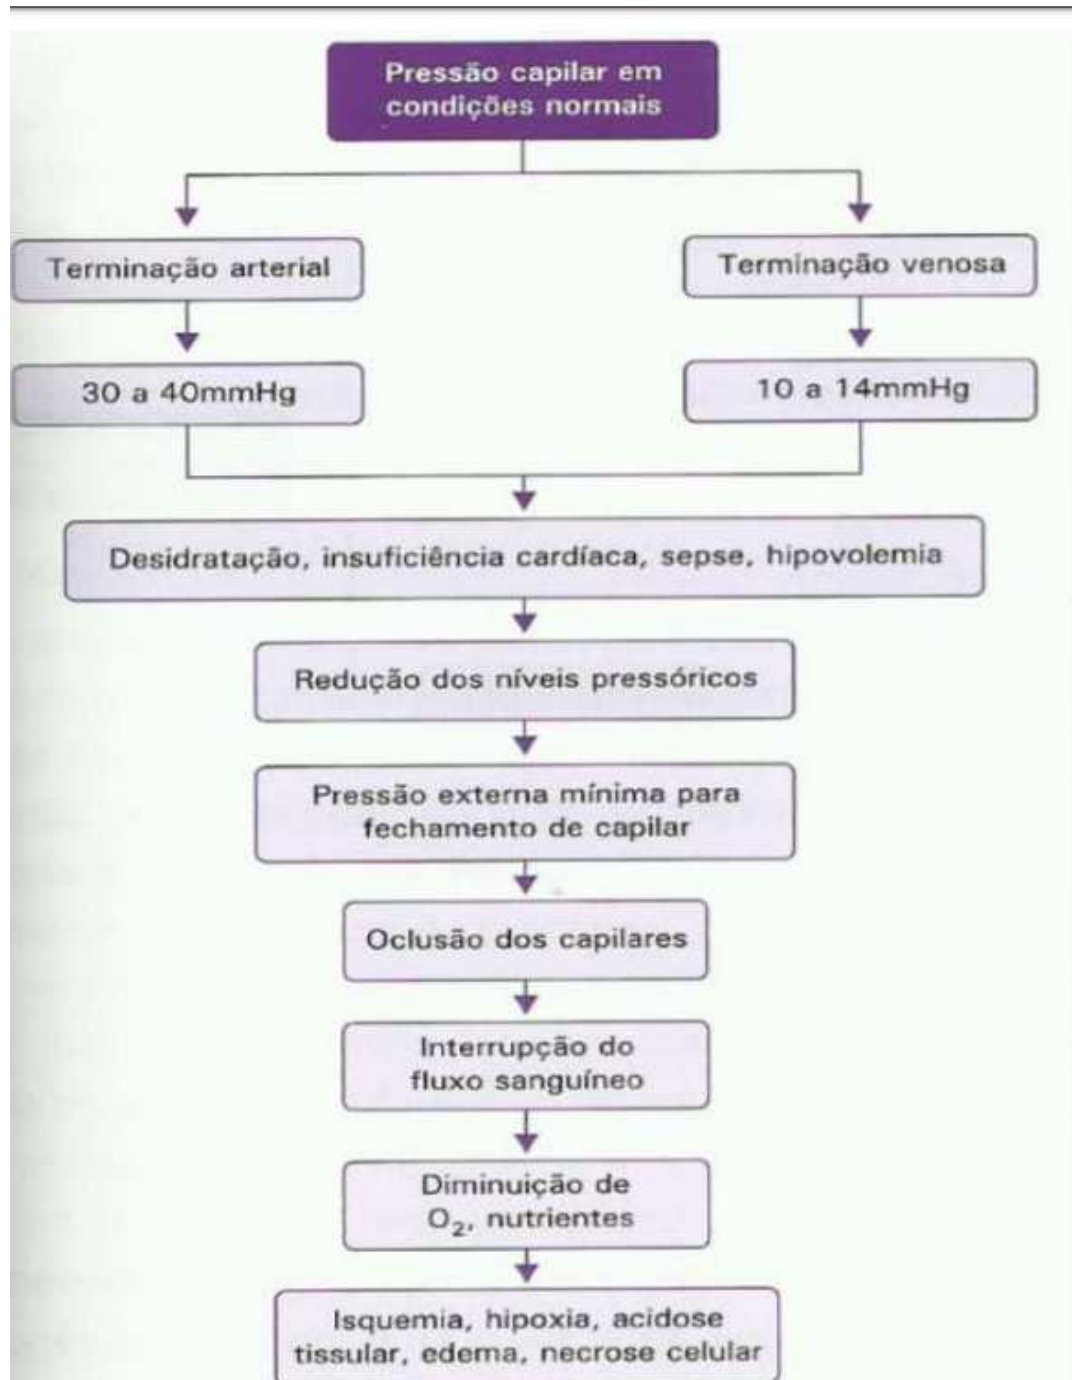 Pressão capilar em
condições normais
Terminação arterial
Terminação venosa
30 a 40mmHg
10 a 14mmHg
Desidratação, insuficiência cardíaca, sepse, hipovolemia
Redução dos níveis pressóricos
Pressão externa mínima para
fechamento de capilar
Oclusão dos capilares
Interrupção do
fluxo sanguíneo
Diminuição de
O₂, nutrientes
Isquemia, hipoxia, acidose
tissular, edema, necrose celular